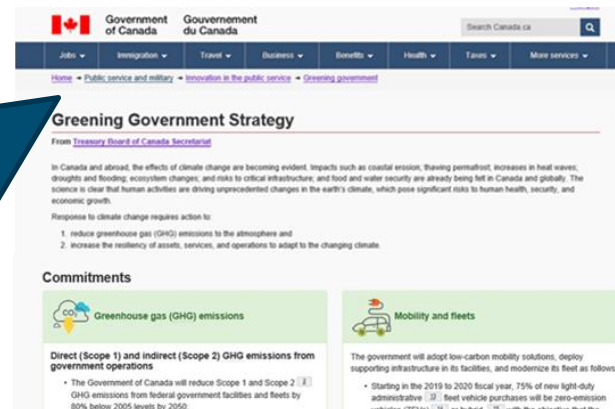 Government of Canada
Gouvernement du Canada
Search Canada.ca
Jobs Immigration Travel Business Benefits Health Taxes More services
Home → Public service and military → Innovation in the public service → Greening government
Greening Government Strategy
From Treasury Board of Canada Secretariat
In Canada and abroad, the effects of climate change are becoming evident. Impacts such as coastal erosion; thawing permafrost; increases in heat waves;
droughts and flooding; ecosystem changes; and risks to critical infrastructure; and food and water security are already being felt in Canada and globally. The
science is clear that human activities are driving unprecedented changes in the earth's climate, which pose significant risks to human health, security, and
economic growth.
Response to climate change requires action to:
1. reduce greenhouse gas (GHG) emissions to the atmosphere and
2. increase the resiliency of assets, services, and operations to adapt to the changing climate.
Commitments
CO₂
Greenhouse gas (GHG) emissions
Direct (Scope 1) and indirect (Scope 2) GHG emissions from
government operations
• The Government of Canada will reduce Scope 1 and Scope 2
GHG emissions from federal government facilities and fleets by
80% below 2005 levels by 2050:
Mobility and fleets
The government will adopt low-carbon mobility solutions, deploy
supporting infrastructure in its facilities, and modernize its fleet as follows
• Starting in the 2019 to 2020 fiscal year, 75% of new light-duty
administrative fleet vehicle purchases will be zero-emission